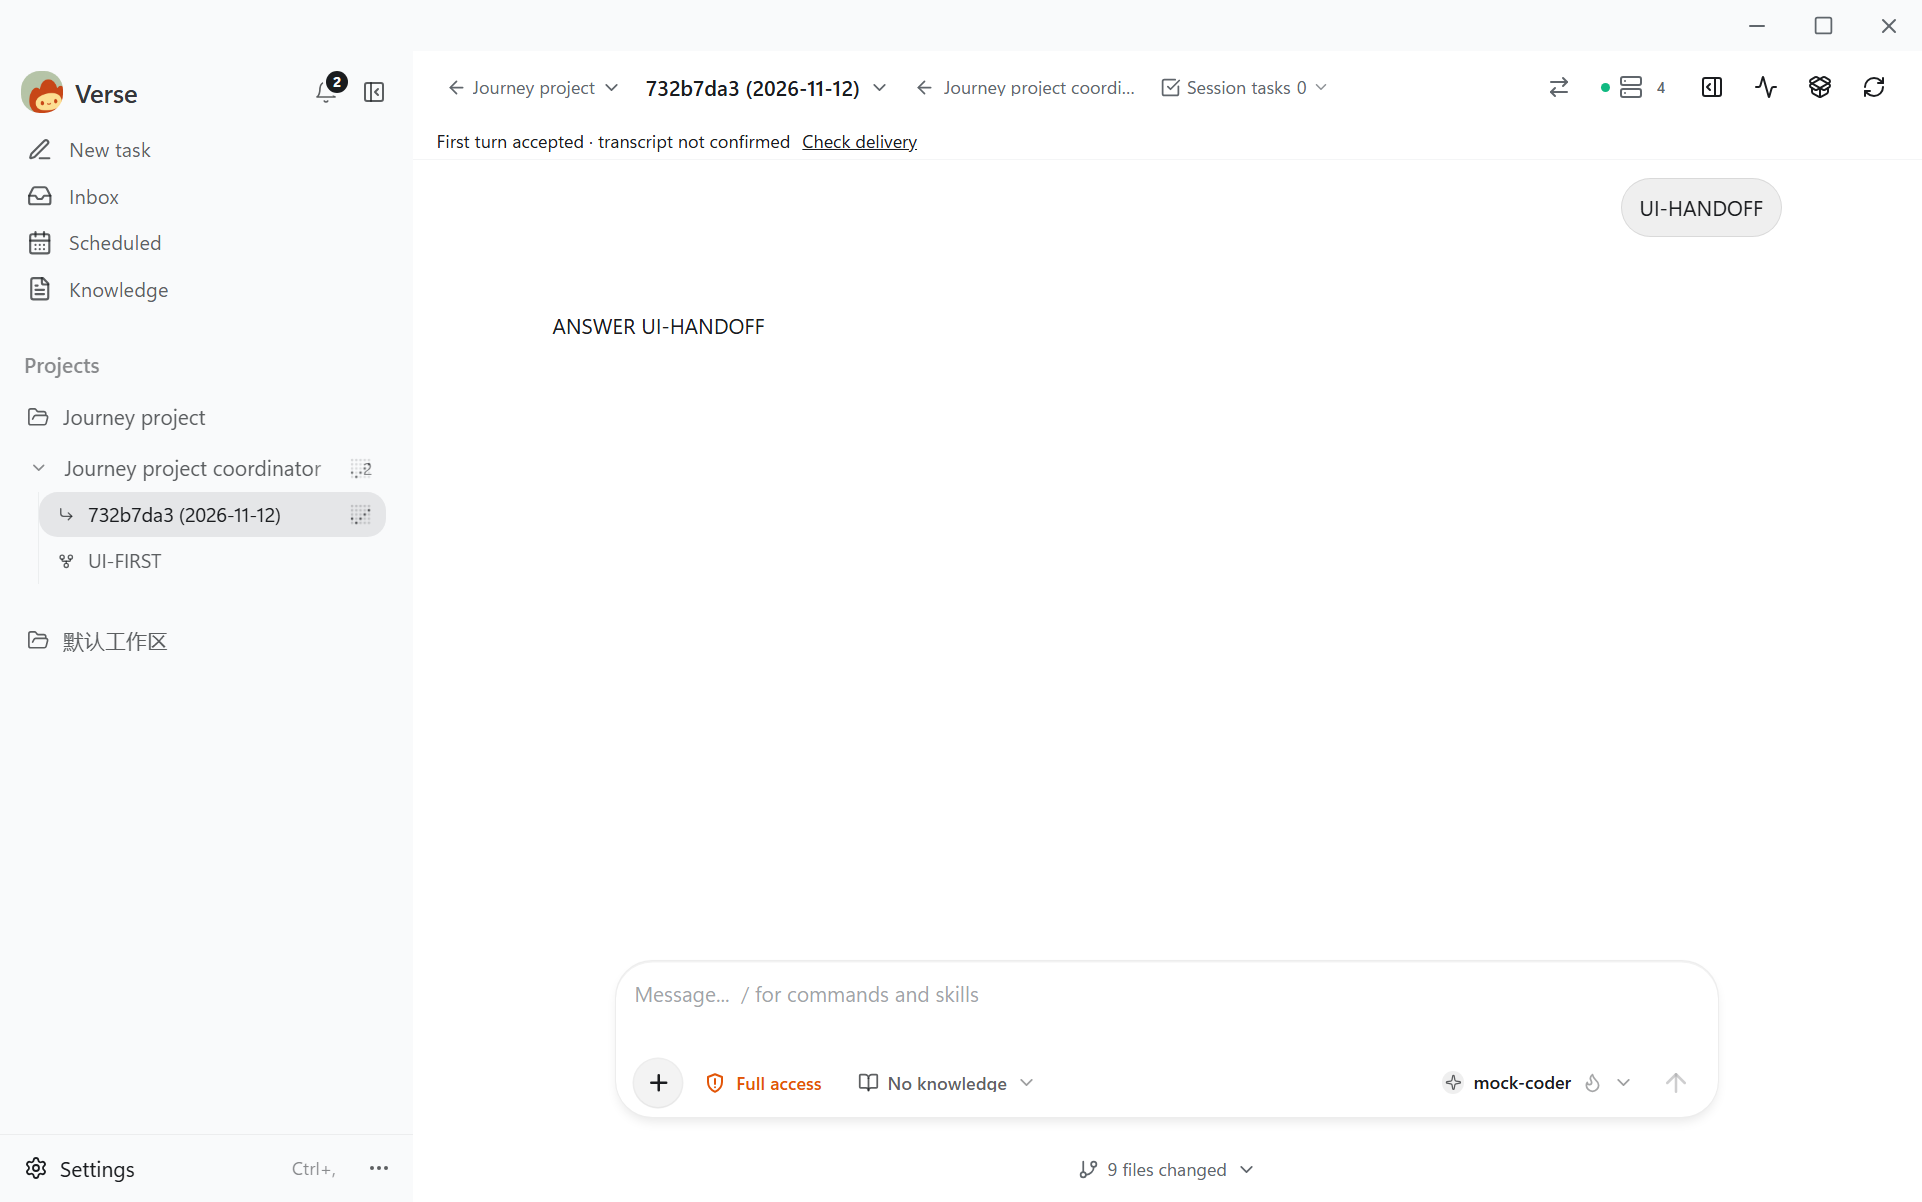 Verse
2
New task
Inbox
Scheduled
Knowledge
Projects
Journey project
Journey project coordinator
2
732b7da3 (2026-11-12)
UI-FIRST
默认工作区
Settings
Ctrl+,
Journey project
732b7da3 (2026-11-12)
Journey project coordi...
Session tasks 0
4
First turn accepted · transcript not confirmed Check delivery
UI-HANDOFF
ANSWER UI-HANDOFF
Message... / for commands and skills
Full access
No knowledge
mock-coder
9 files changed